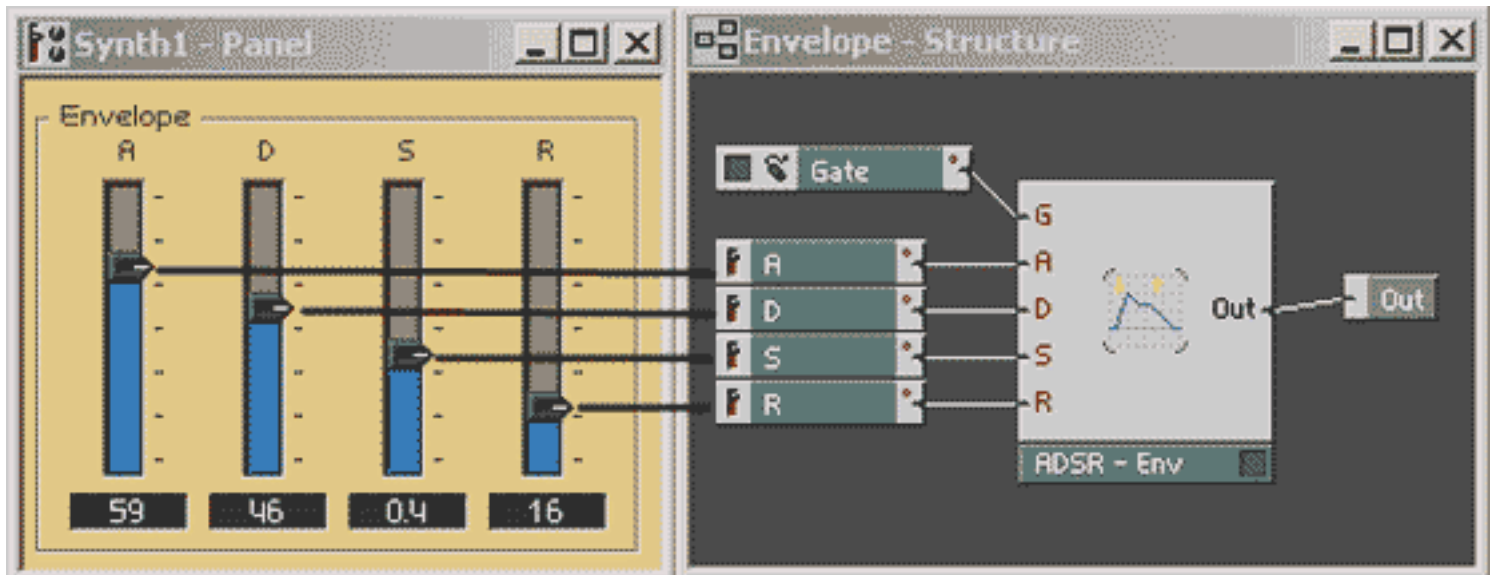 Synth1 - Panel
Envelope
A D S R
59 46 0.4 16
Envelope - Structure
Gate
A
D
S
R
G
A
D
S
R
Out
ADSR - Env
Out